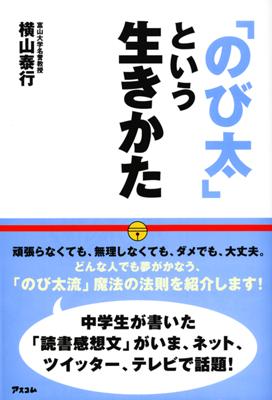 「のび太」
という
生きかた
富山大学名誉教授
横山泰行
頑張らなくても、無理しなくても、ダメでも、大丈夫。
どんな人でも夢がかなう、
「のび太流」魔法の法則を紹介します！
中学生が書いた
「読書感想文」がいま、ネット、
ツイッター、テレビで話題！
アスコム